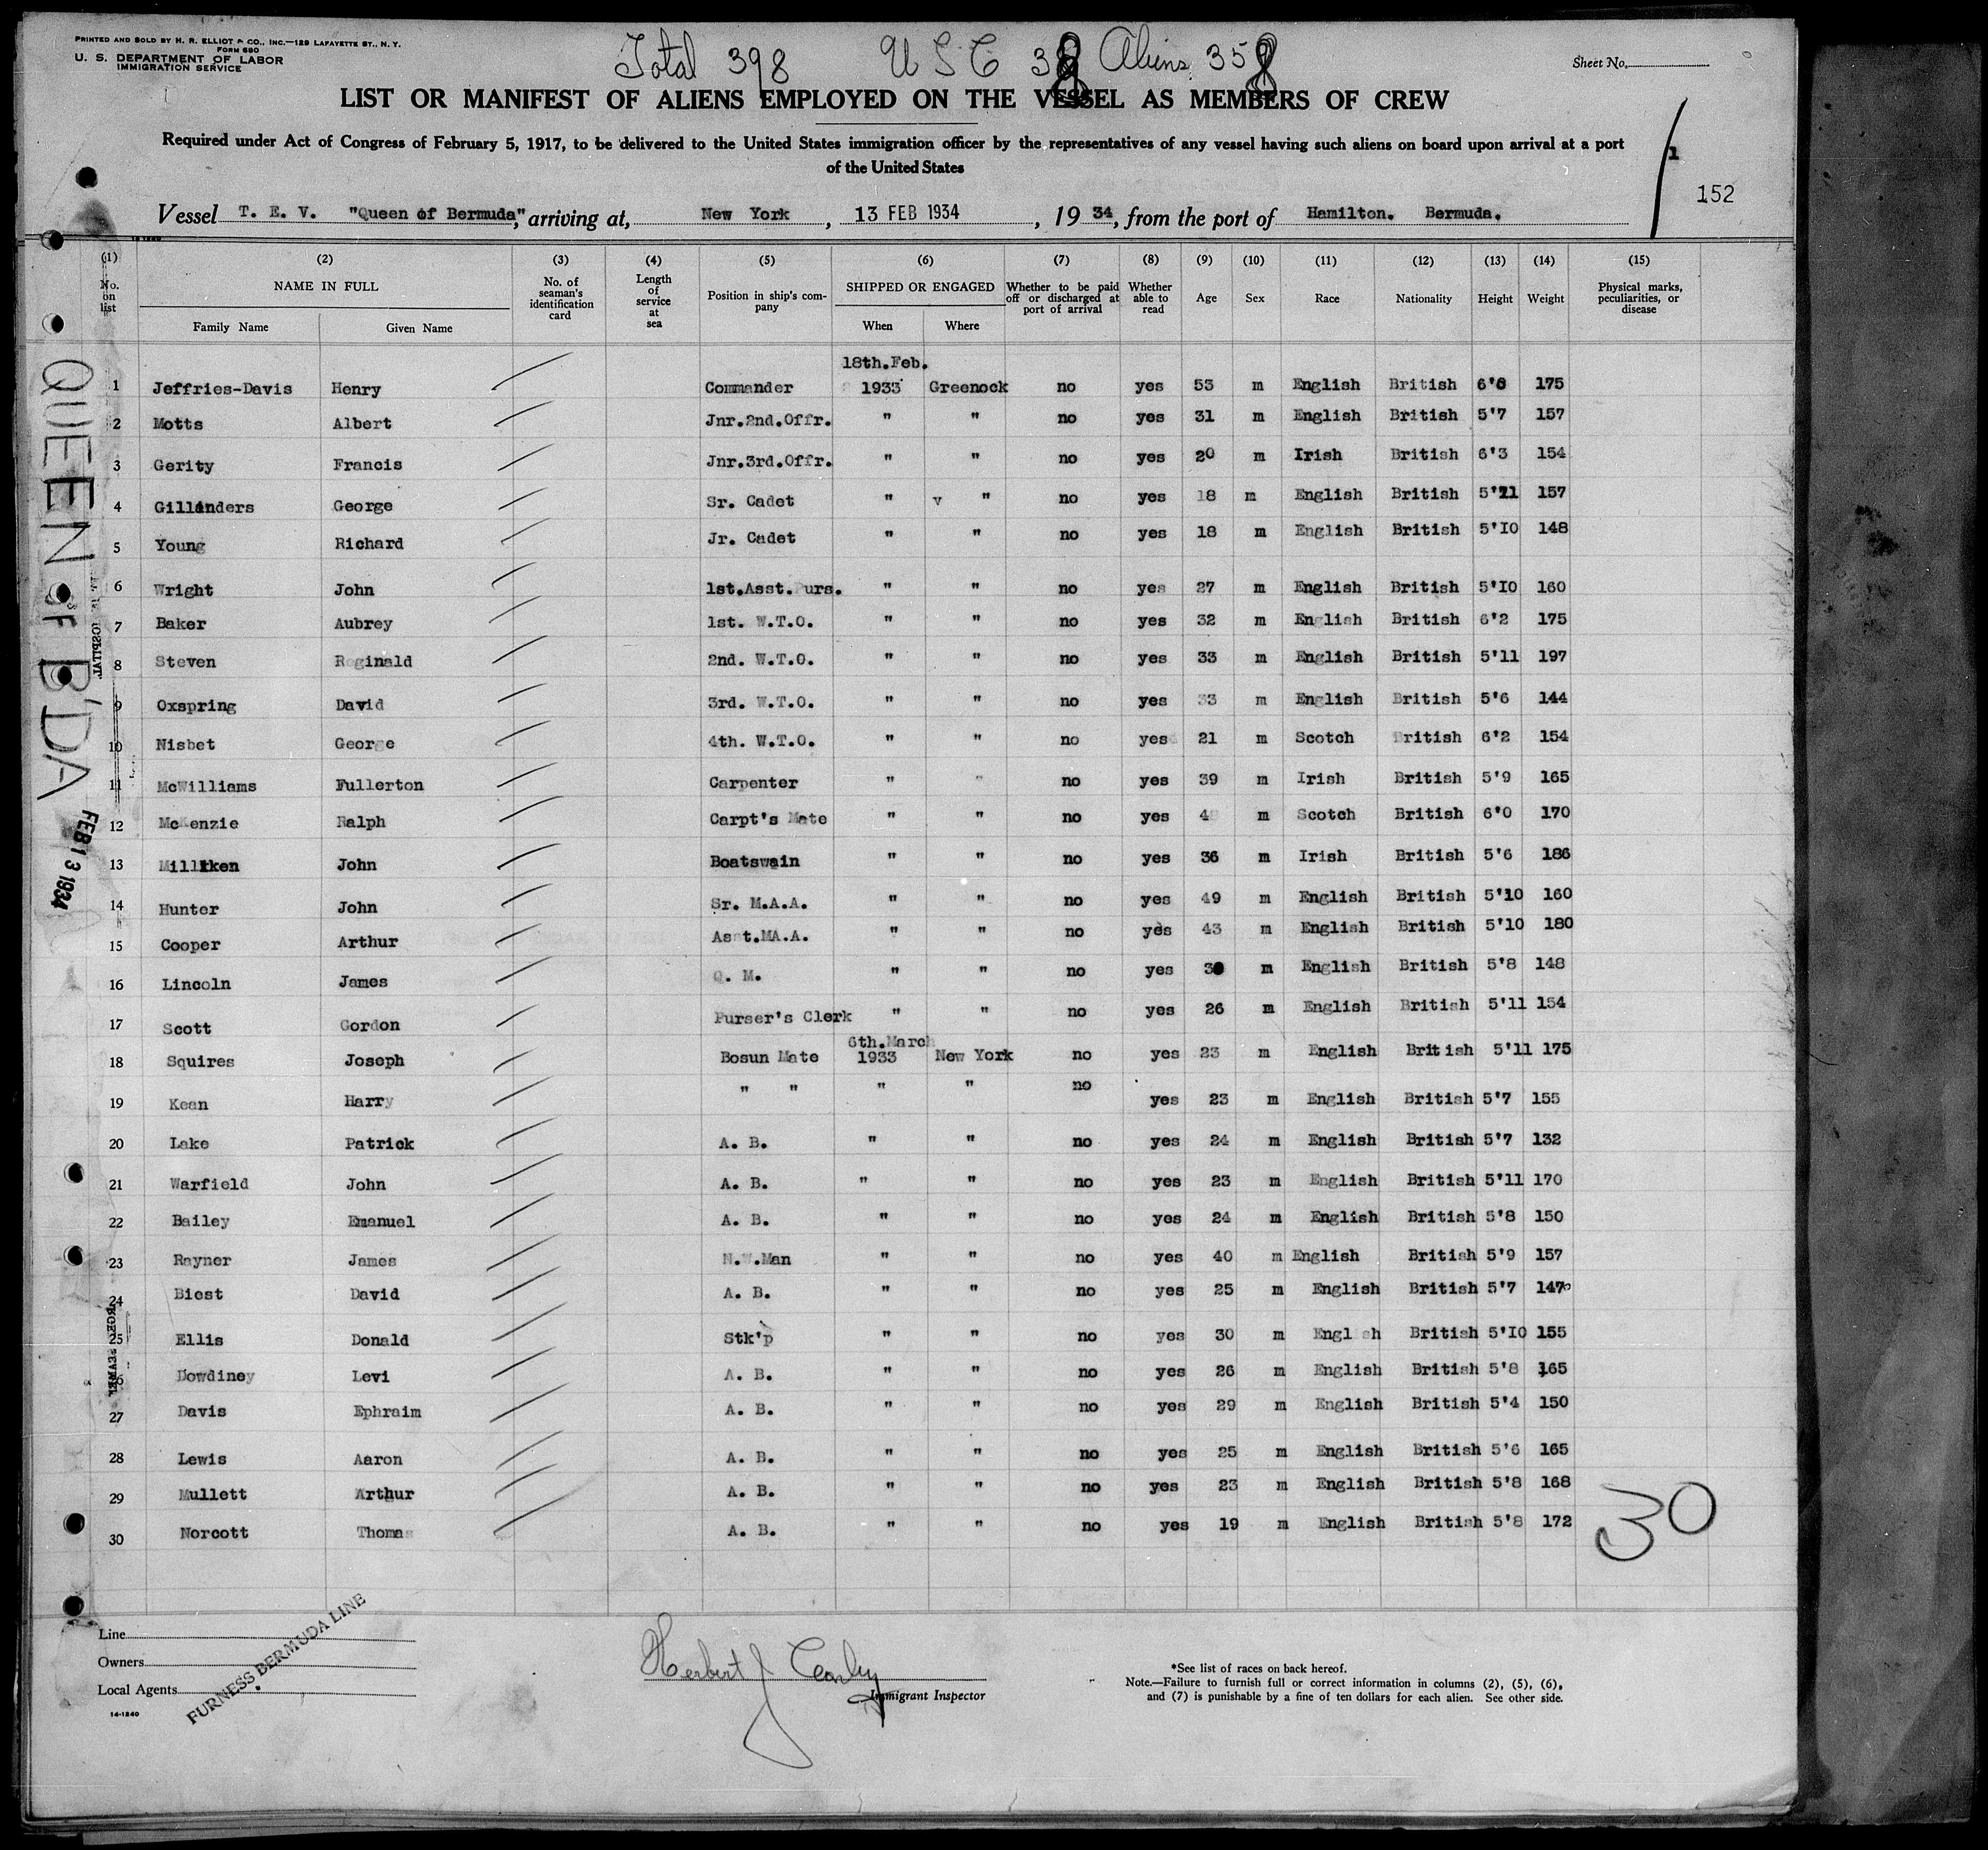 PRINTED AND SOLD BY H. R. ELLIOT & CO., INC.—129 LAFAYETTE ST., N. Y.
FORM 680
U. S. DEPARTMENT OF LABOR
IMMIGRATION SERVICE
Total 398 U S C 38 Aliens 358
Sheet No.
LIST OR MANIFEST OF ALIENS EMPLOYED ON THE VESSEL AS MEMBERS OF CREW
Required under Act of Congress of February 5, 1917, to be delivered to the United States immigration officer by the representatives of any vessel having such aliens on board upon arrival at a port
of the United States
1
152
Vessel T. E. V. "Queen of Bermuda", arriving at, New York, 13 FEB 1934, 19 34, from the port of Hamilton. Bermuda.
(1) (2) (3) (4) (5) (6) (7) (8) (9) (10) (11) (12) (13) (14) (15)
No. on list NAME IN FULL Family Name Given Name No. of seaman's identification card Length of service at sea Position in ship's company SHIPPED OR ENGAGED When Where Whether to be paid off or discharged at port of arrival Whether able to read Age Sex Race Nationality Height Weight Physical marks, peculiarities, or disease
18th.Feb.
1 Jeffries-Davis Henry Commander 1933 Greenock no yes 53 m English British 6'0 175
2 Motts Albert Jnr.2nd.Offr. " " no yes 31 m English British 5'7 157
3 Gerity Francis Jnr.3rd.Offr. " " no yes 20 m Irish British 6'3 154
4 Gillanders George Sr. Cadet " v " no yes 18 m English British 5'11 157
5 Young Richard Jr. Cadet " " no yes 18 m English British 5'10 148
6 Wright John 1st.Asst.Purs. " " no yes 27 m English British 5'10 160
7 Baker Aubrey 1st. W.T.O. " " no yes 32 m English British 6'2 175
8 Steven Reginald 2nd. W.T.O. " " no yes 33 m English British 5'11 197
9 Oxspring David 3rd. W.T.O. " " no yes 33 m English British 5'6 144
10 Nisbet George 4th. W.T.O. " " no yes 21 m Scotch British 6'2 154
11 McWilliams Fullerton Carpenter " " no yes 39 m Irish British 5'9 165
12 McKenzie Ralph Carpt's Mate " " no yes m Scotch British 6'0 170
13 Milliken John Boatswain " " no yes 36 m Irish British 5'6 186
14 Hunter John Sr. M.A.A. " " no yes 49 m English British 5'10 160
15 Cooper Arthur Asst.MA.A. " " no yes 43 m English British 5'10 180
16 Lincoln James Q. M. " " no yes m English British 5'8 148
17 Scott Gordon Purser's Clerk " " no yes 26 m English British 5'11 154
6th.March
18 Squires Joseph Bosun Mate 1933 New York no yes 23 m English British 5'11 175
19 Kean Harry " " " " no yes 23 m English British 5'7 155
20 Lake Patrick A. B. " " no yes 24 m English British 5'7 132
21 Warfield John A. B. " " no yes 23 m English British 5'11 170
22 Bailey Emanuel A. B. " " no yes 24 m English British 5'8 150
23 Rayner James N.W.Man " " no yes 40 m English British 5'9 157
24 Biest David A. B. " " no yes 25 m English British 5'7 147
25 Ellis Donald Stk'p " " no yes 30 m English British 5'10 155
26 Dowdiney Levi A. B. " " no yes 26 m English British 5'8 165
27 Davis Ephraim A. B. " " no yes 29 m English British 5'4 150
28 Lewis Aaron A. B. " " no yes 25 m English British 5'6 165
29 Mullett Arthur A. B. " " no yes 23 m English British 5'8 168
30 Norcott Thomas A. B. " " no yes 19 m English British 5'8 172
30
QUEEN of B'DA
FEB 13 1934
Line
Owners
Local Agents
FURNESS BERMUDA LINE
14-1240
Herbert J
Immigrant Inspector
*See list of races on back hereof.
Note.—Failure to furnish full or correct information in columns (2), (5), (6),
and (7) is punishable by a fine of ten dollars for each alien. See other side.